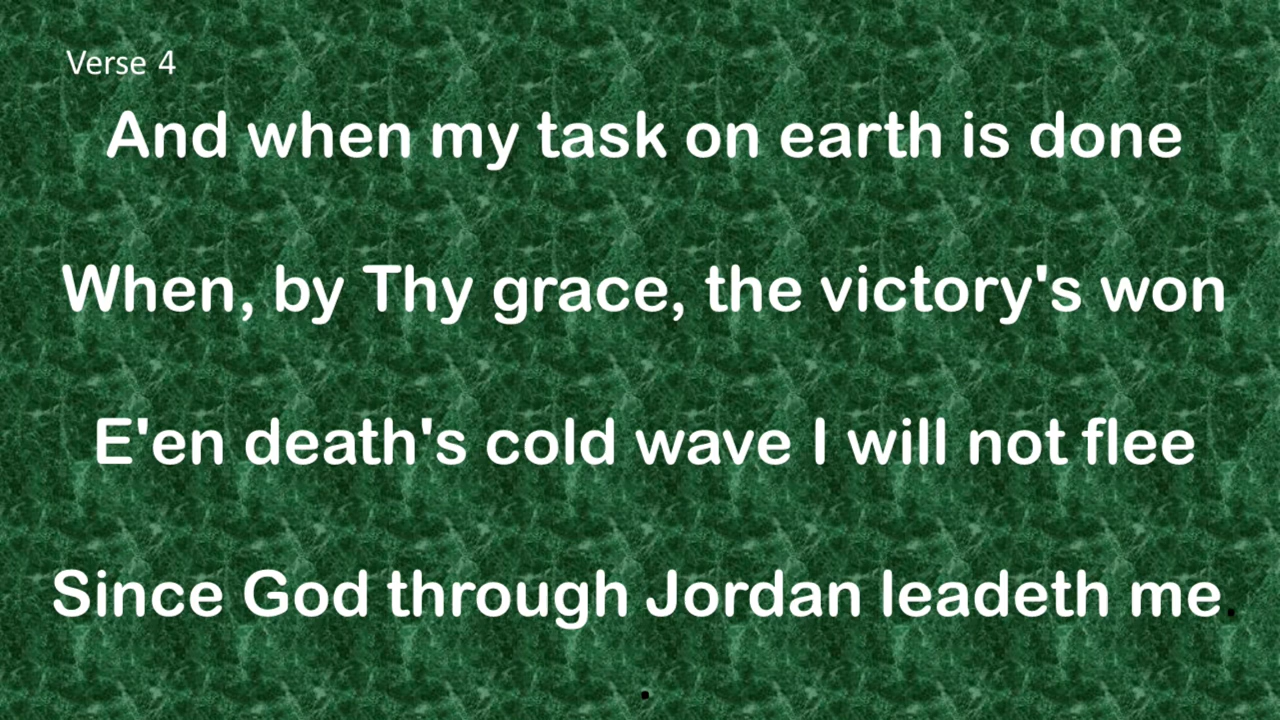 Verse 4
And when my task on earth is done
When, by Thy grace, the victory's won
E'en death's cold wave I will not flee
Since God through Jordan leadeth me.
.